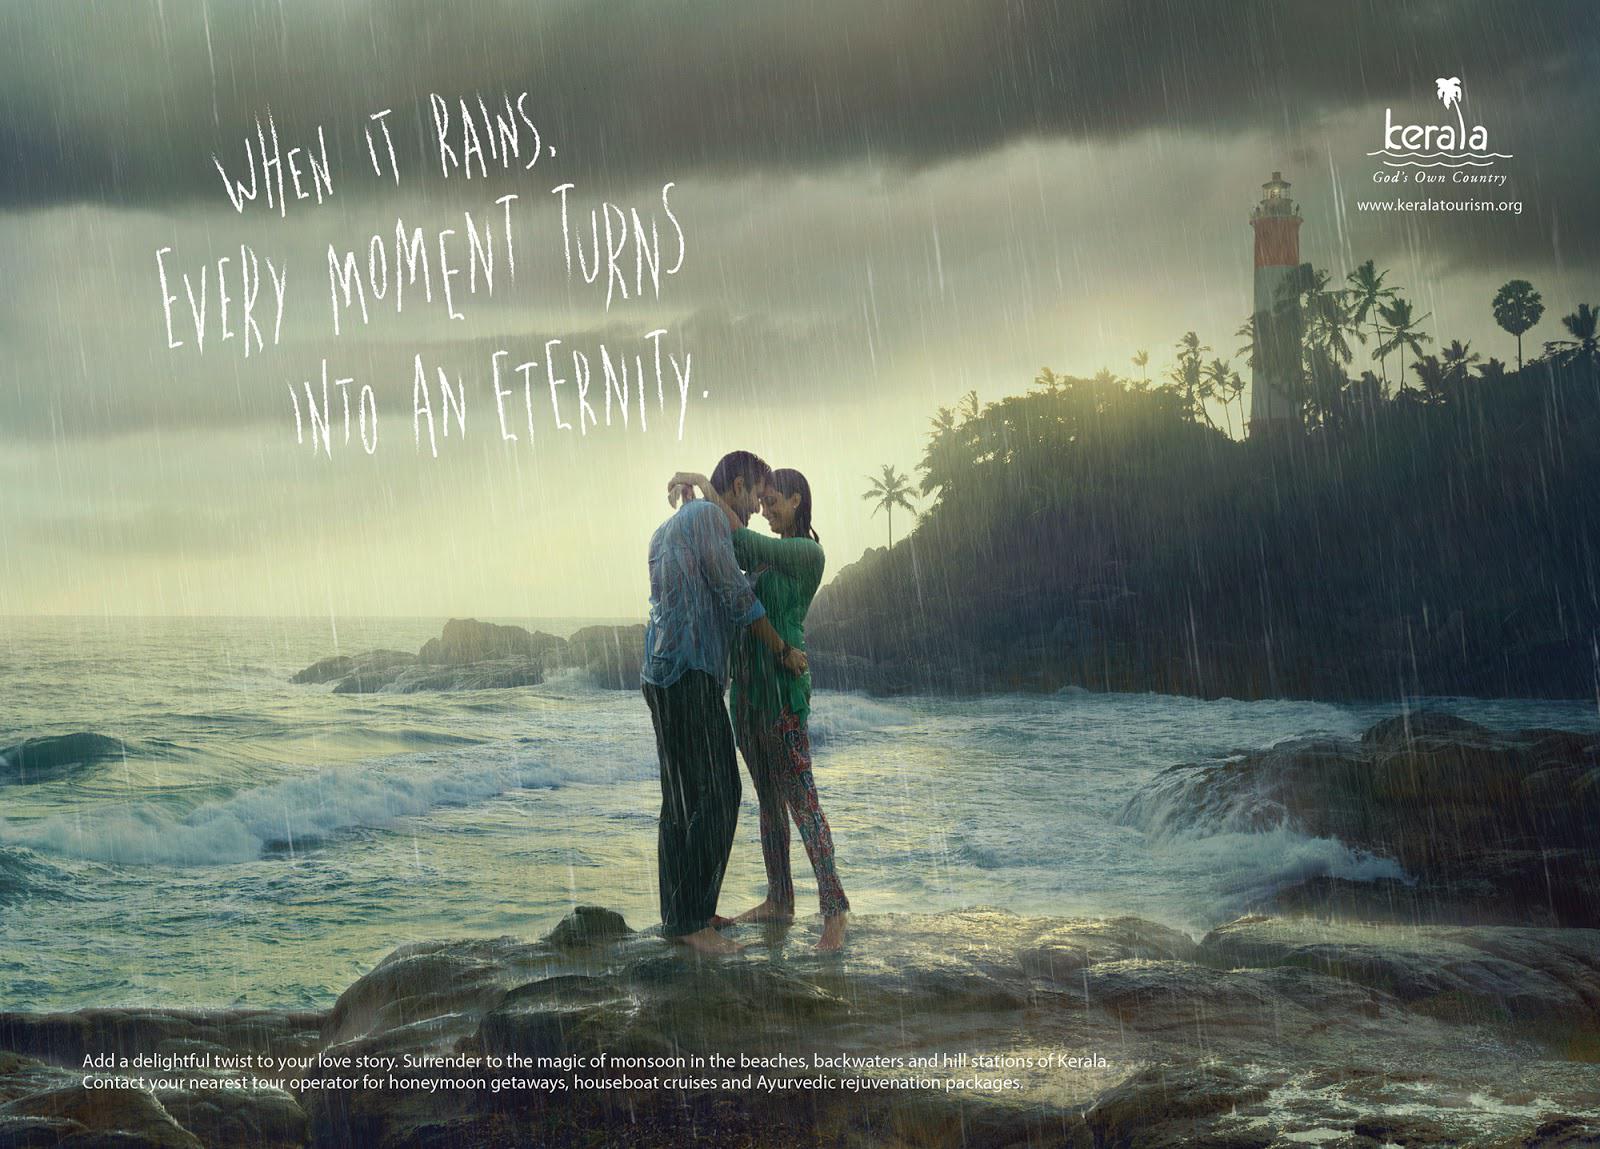 WHEN IT RAINS,
EVERY MOMENT TURNS
INTO AN ETERNITY.
kerala
God's Own Country
www.keralatourism.org
Add a delightful twist to your love story. Surrender to the magic of monsoon in the beaches, backwaters and hill stations of Kerala.
Contact your nearest tour operator for honeymoon getaways, houseboat cruises and Ayurvedic rejuvenation packages.